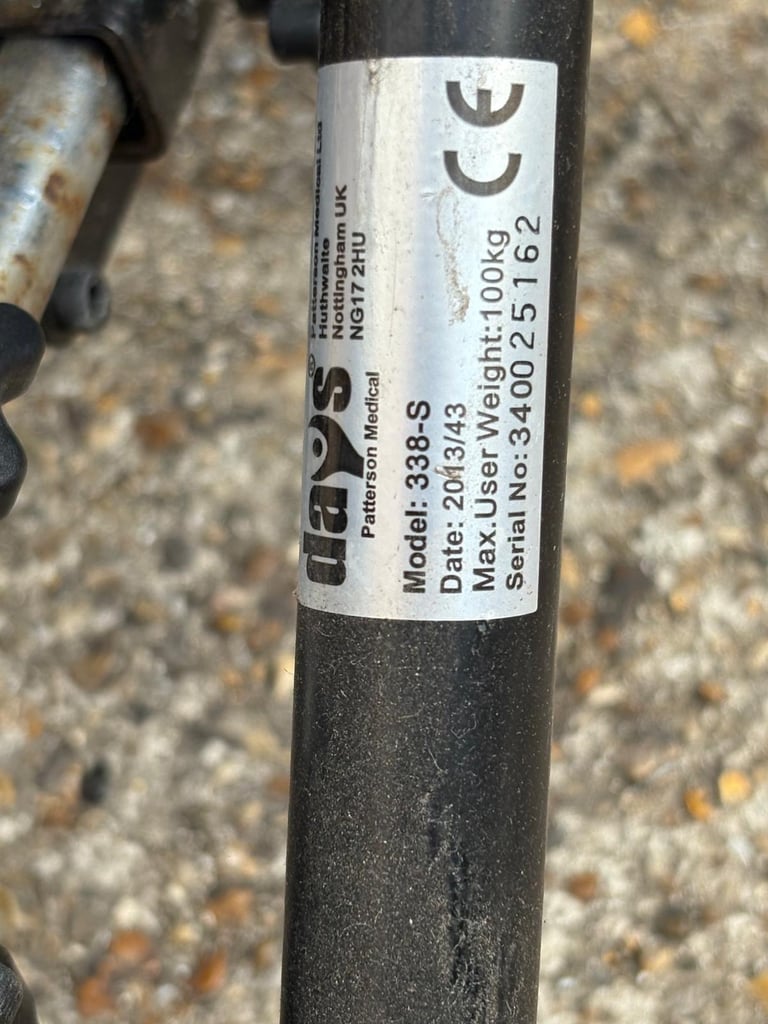 days®
Patterson Medical
Patterson Medical Ltd
Huthwaite
Nottingham UK
NG17 2HU
Model: 338-S
Date: 2013/43
Max.User Weight:100kg
Serial No:3400 25162
CE